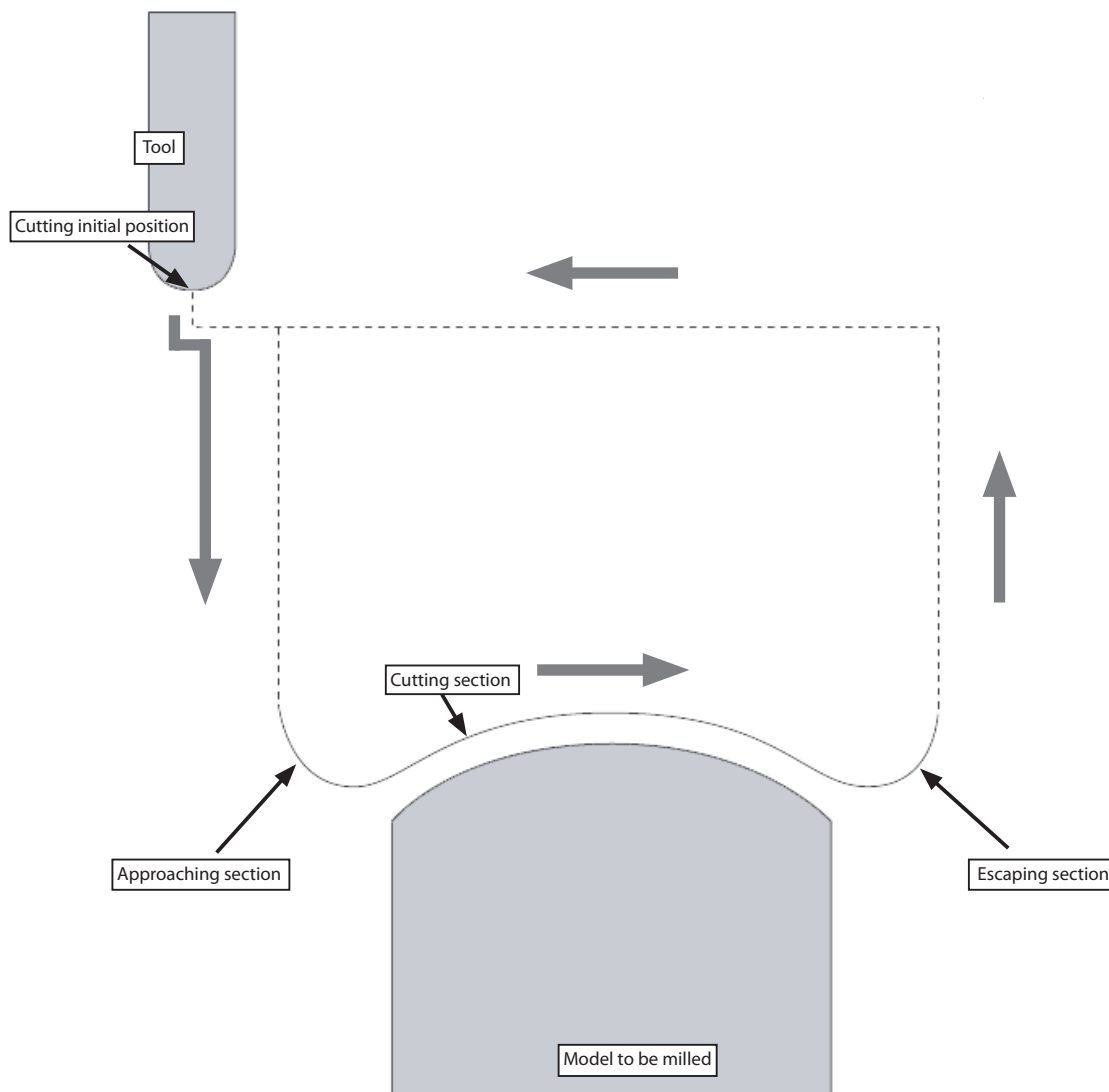 Tool
Cutting initial position
Cutting section
Approaching section
Escaping section
Model to be milled